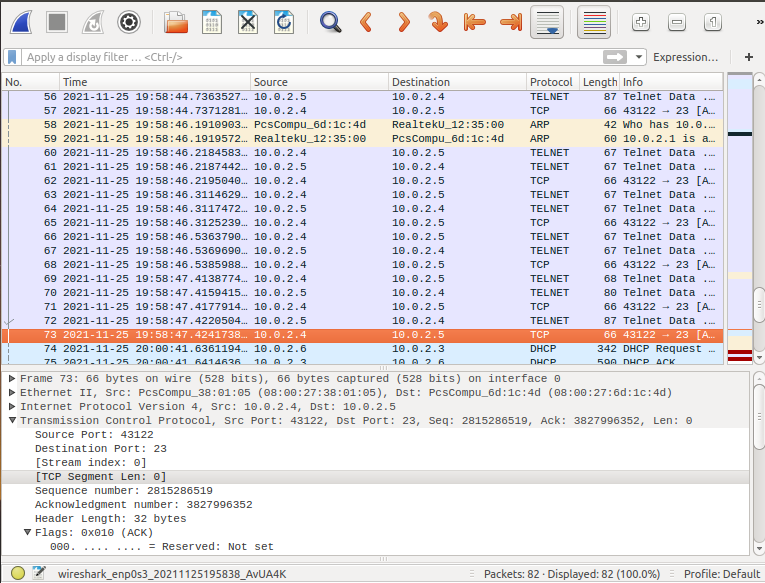 Apply a display filter ... <Ctrl-/> Expression... +
No. Time Source Destination Protocol Length Info
56 2021-11-25 19:58:44.7363527... 10.0.2.5 10.0.2.4 TELNET 87 Telnet Data ...
57 2021-11-25 19:58:44.7371281... 10.0.2.4 10.0.2.5 TCP 66 43122 → 23 [A...
58 2021-11-25 19:58:46.1910903... PcsCompu_6d:1c:4d RealtekU_12:35:00 ARP 42 Who has 10.0...
59 2021-11-25 19:58:46.1919572... RealtekU_12:35:00 PcsCompu_6d:1c:4d ARP 60 10.0.2.1 is a...
60 2021-11-25 19:58:46.2184583... 10.0.2.4 10.0.2.5 TELNET 67 Telnet Data ...
61 2021-11-25 19:58:46.2187442... 10.0.2.5 10.0.2.4 TELNET 67 Telnet Data ...
62 2021-11-25 19:58:46.2195040... 10.0.2.4 10.0.2.5 TCP 66 43122 → 23 [A...
63 2021-11-25 19:58:46.3114629... 10.0.2.4 10.0.2.5 TELNET 67 Telnet Data ...
64 2021-11-25 19:58:46.3117472... 10.0.2.5 10.0.2.4 TELNET 67 Telnet Data ...
65 2021-11-25 19:58:46.3125239... 10.0.2.4 10.0.2.5 TCP 66 43122 → 23 [A...
66 2021-11-25 19:58:46.5363790... 10.0.2.4 10.0.2.5 TELNET 67 Telnet Data ...
67 2021-11-25 19:58:46.5369690... 10.0.2.5 10.0.2.4 TELNET 67 Telnet Data ...
68 2021-11-25 19:58:46.5385988... 10.0.2.4 10.0.2.5 TCP 66 43122 → 23 [A...
69 2021-11-25 19:58:47.4138774... 10.0.2.4 10.0.2.5 TELNET 68 Telnet Data ...
70 2021-11-25 19:58:47.4159415... 10.0.2.5 10.0.2.4 TELNET 80 Telnet Data ...
71 2021-11-25 19:58:47.4177914... 10.0.2.4 10.0.2.5 TCP 66 43122 → 23 [A...
72 2021-11-25 19:58:47.4220504... 10.0.2.5 10.0.2.4 TELNET 87 Telnet Data ...
73 2021-11-25 19:58:47.4241738... 10.0.2.4 10.0.2.5 TCP 66 43122 → 23 [A...
74 2021-11-25 20:00:41.6361194... 10.0.2.6 10.0.2.3 DHCP 342 DHCP Request ...
75 2021-11-25 20:00:41.6414636... 10.0.2.3 10.0.2.6 DHCP 590 DHCP ACK
Frame 73: 66 bytes on wire (528 bits), 66 bytes captured (528 bits) on interface 0
Ethernet II, Src: PcsCompu_38:01:05 (08:00:27:38:01:05), Dst: PcsCompu_6d:1c:4d (08:00:27:6d:1c:4d)
Internet Protocol Version 4, Src: 10.0.2.4, Dst: 10.0.2.5
Transmission Control Protocol, Src Port: 43122, Dst Port: 23, Seq: 2815286519, Ack: 3827996352, Len: 0
Source Port: 43122
Destination Port: 23
[Stream index: 0]
[TCP Segment Len: 0]
Sequence number: 2815286519
Acknowledgment number: 3827996352
Header Length: 32 bytes
Flags: 0x010 (ACK)
000. .... .... = Reserved: Not set
wireshark_enp0s3_20211125195838_AvUA4K Packets: 82 · Displayed: 82 (100.0%) Profile: Default